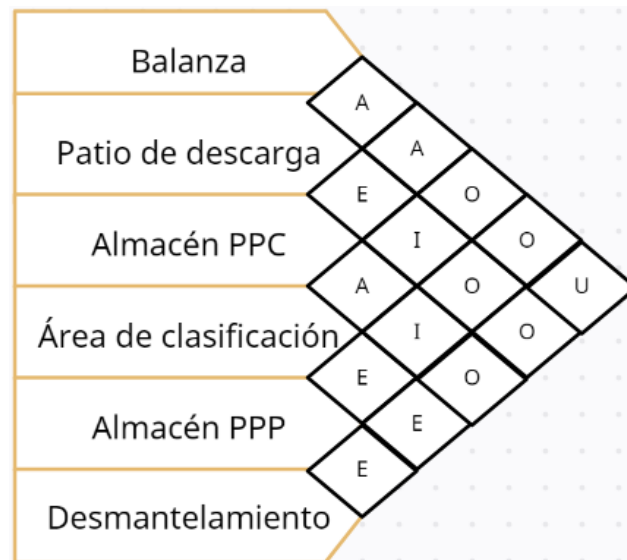 Balanza
A
Patio de descarga
A
E
O
Almacén PPC
I
O
A
O
U
Área de clasificación
I
O
E
O
Almacén PPP
E
E
Desmantelamiento